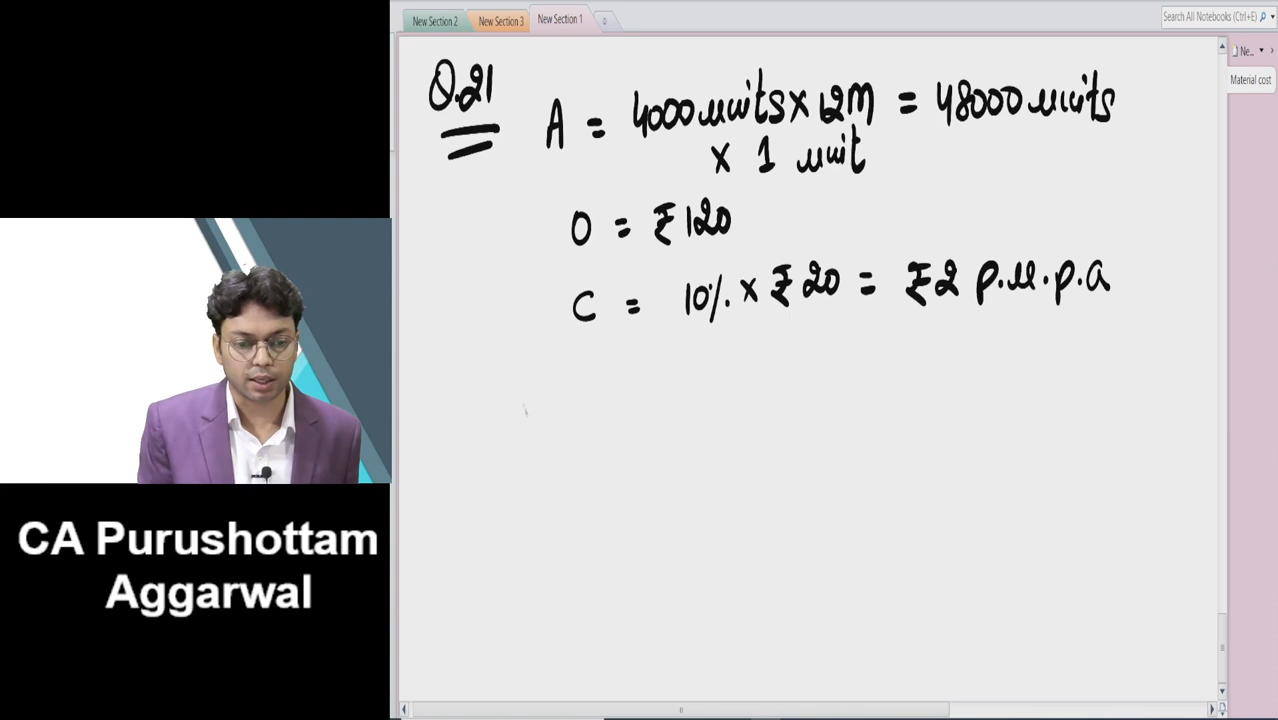 New Section 2
New Section 3
New Section 1
Search All Notebooks (Ctrl+E)
Ne...
Material cost
Q.21
A = 4000 units x 12M = 48000 units
x 1 unit
O = ₹120
C = 10% x ₹20 = ₹2 p.u.p.a
CA Purushottam
Aggarwal